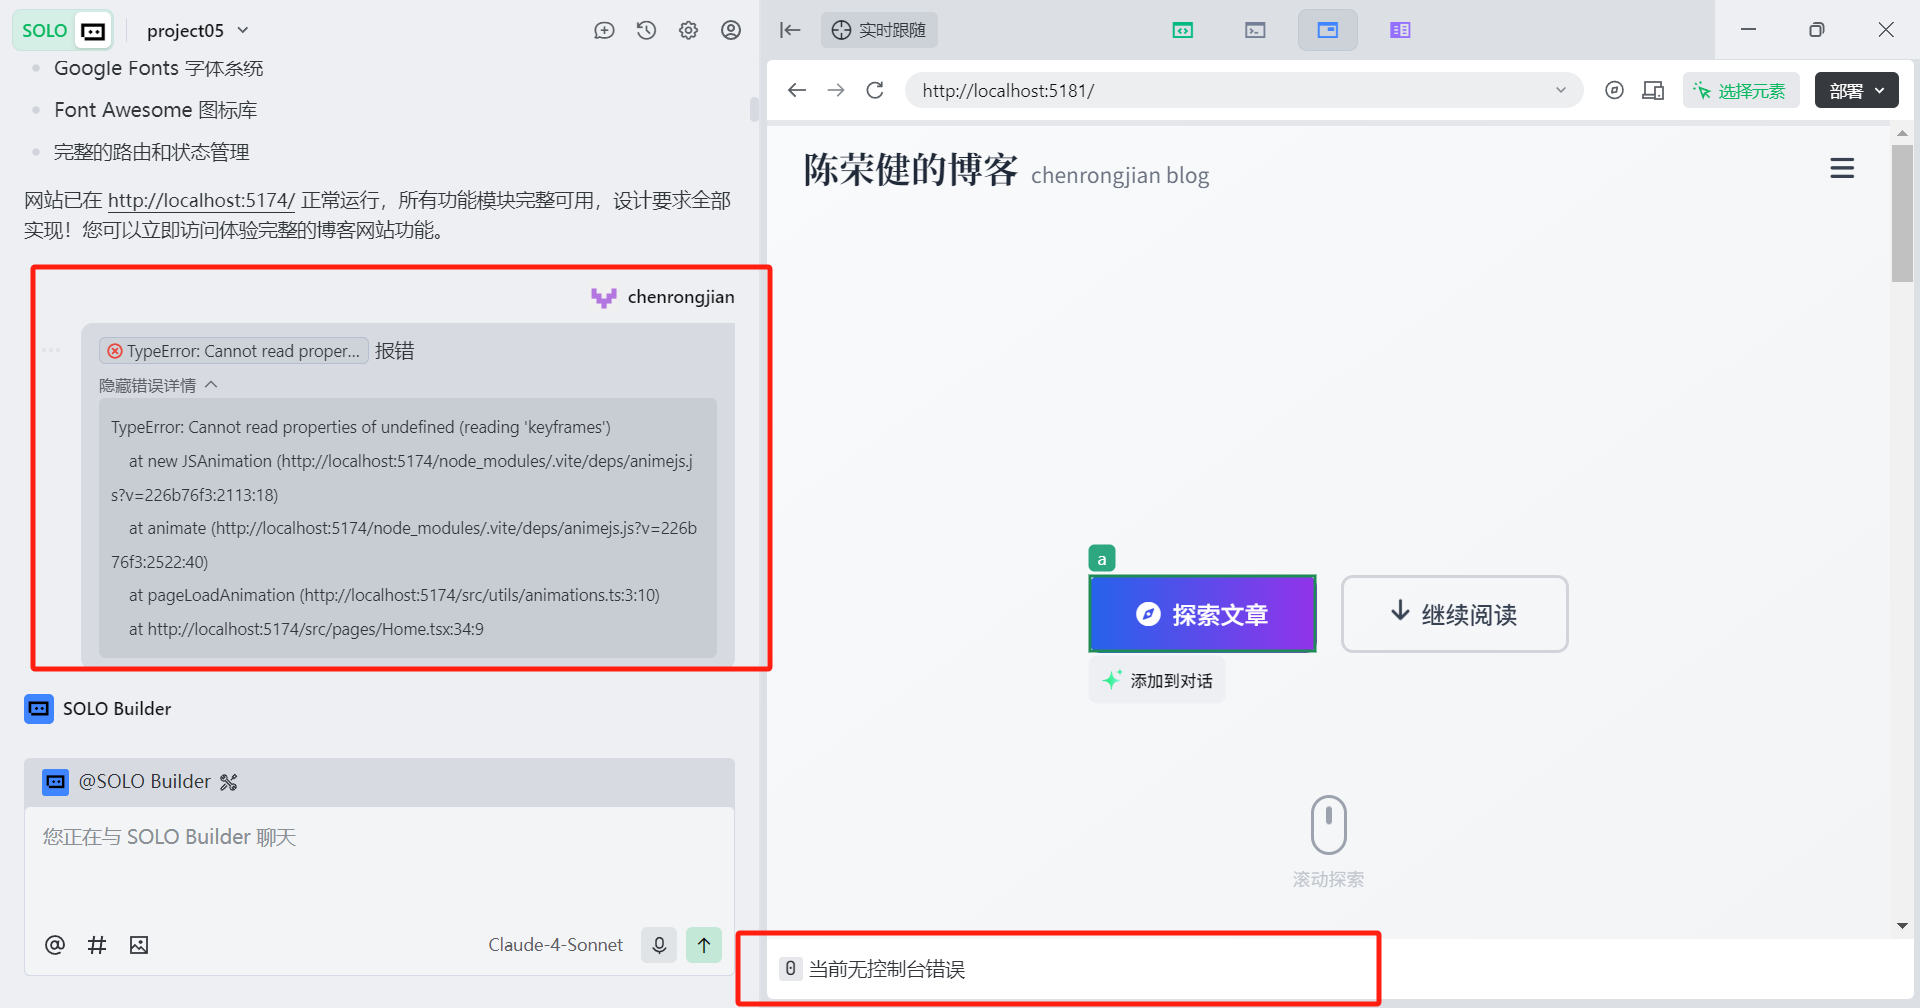 SOLO
project05
Google Fonts 字体系统
Font Awesome 图标库
完整的路由和状态管理
网站已在 http://localhost:5174/ 正常运行，所有功能模块完整可用，设计要求全部
实现！您可以立即访问体验完整的博客网站功能。
chenrongjian
TypeError: Cannot read proper... 报错
隐藏错误详情
TypeError: Cannot read properties of undefined (reading 'keyframes')
at new JSAnimation (http://localhost:5174/node_modules/.vite/deps/animejs.j
s?v=226b76f3:2113:18)
at animate (http://localhost:5174/node_modules/.vite/deps/animejs.js?v=226b
76f3:2522:40)
at pageLoadAnimation (http://localhost:5174/src/utils/animations.ts:3:10)
at http://localhost:5174/src/pages/Home.tsx:34:9
SOLO Builder
@SOLO Builder
您正在与 SOLO Builder 聊天
Claude-4-Sonnet
实时跟随
http://localhost:5181/
选择元素
部署
陈荣健的博客 chenrongjian blog
a
探索文章
继续阅读
添加到对话
滚动探索
0 当前无控制台错误